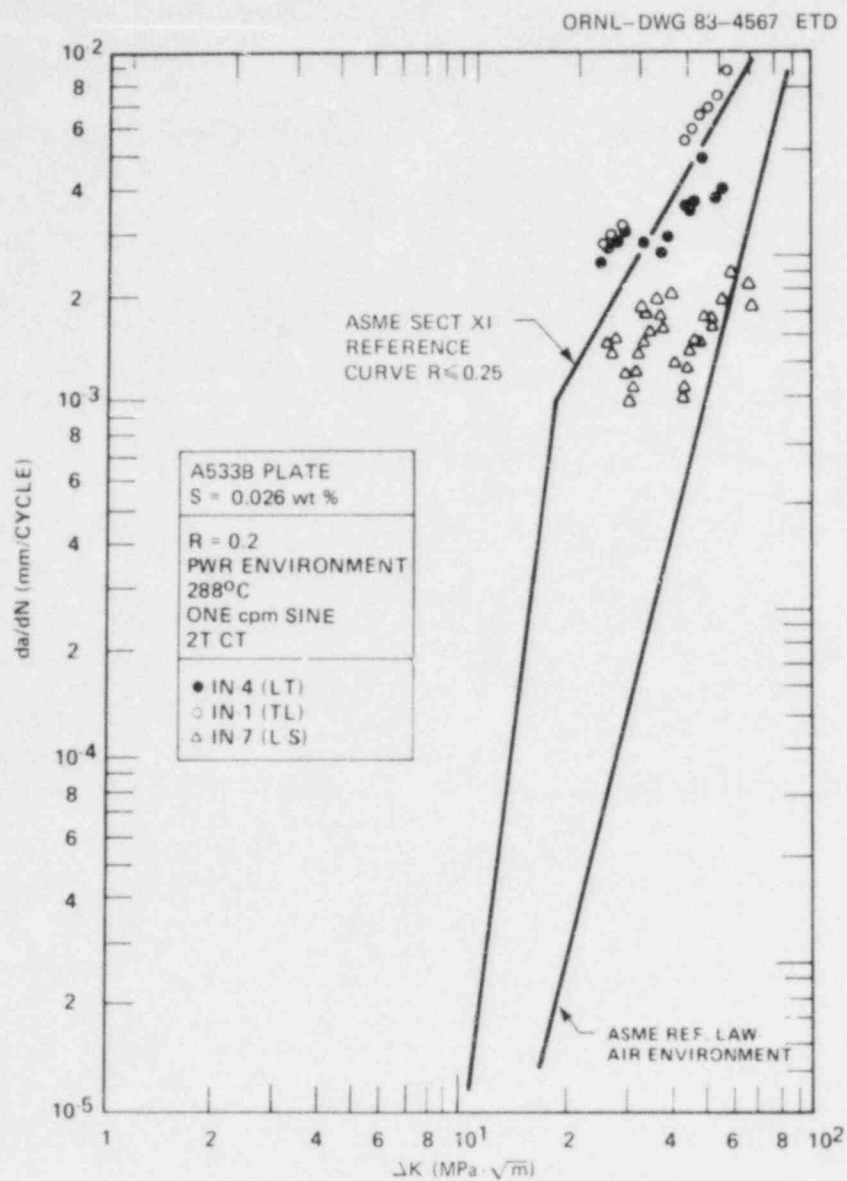 ORNL-DWG 83-4567 ETD
10-2
8
6
4
2
10-3
8
6
4
2
10-4
8
6
4
2
10-5
da/dN (mm/CYCLE)
ASME SECT XI
REFERENCE
CURVE R≤0.25
A533B PLATE
S = 0.026 wt %
R = 0.2
PWR ENVIRONMENT
288°C
ONE cpm SINE
2T CT
● IN 4 (LT)
○ IN 1 (TL)
△ IN 7 (L-S)
ASME REF. LAW
AIR ENVIRONMENT
1 2 4 6 8 10¹ 2 4 6 8 10²
ΔK (MPa·√m)